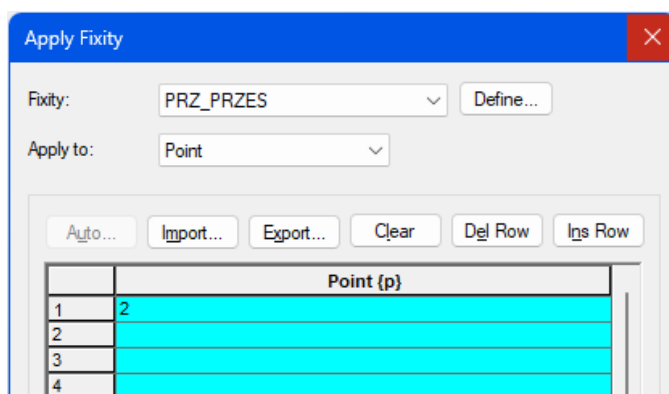 Apply Fixity
Fixity: PRZ_PRZES Define...
Apply to: Point
Auto... Import... Export... Clear Del Row Ins Row
Point {p}
1 2
2
3
4